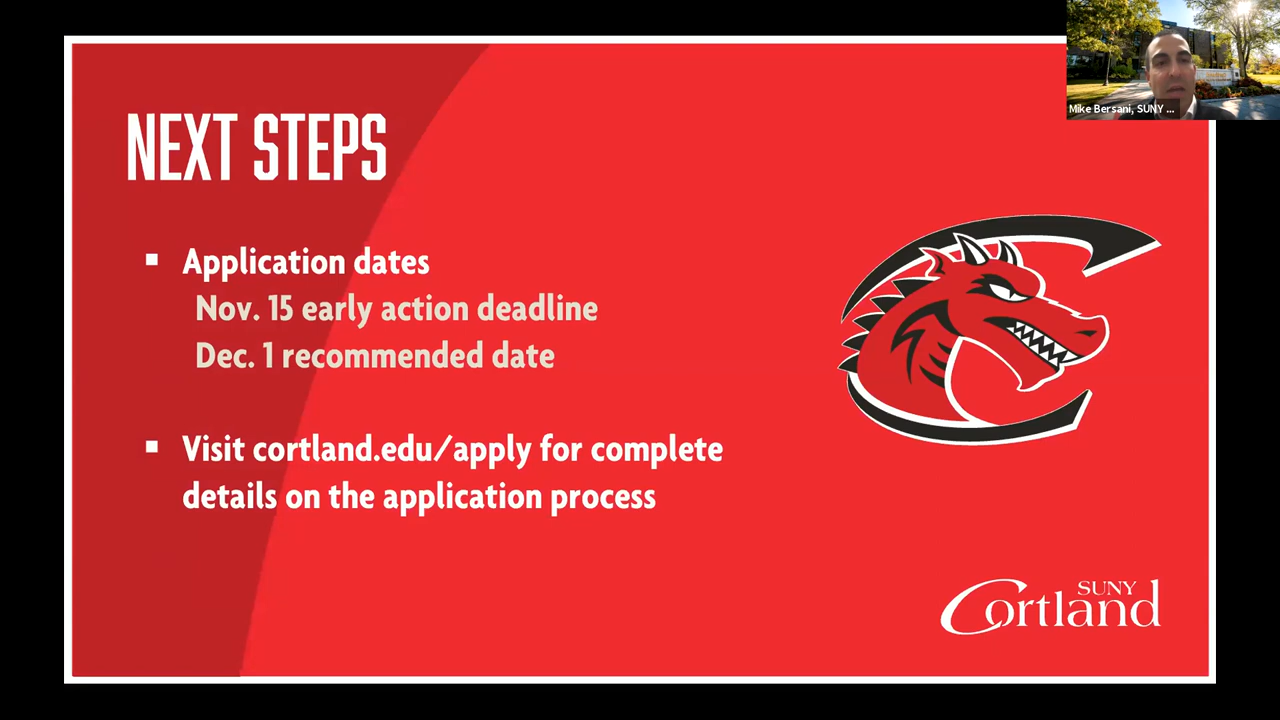 Mike Bersani, SUNY ...
NEXT STEPS
▪ Application dates
Nov. 15 early action deadline
Dec. 1 recommended date
▪ Visit cortland.edu/apply for complete
details on the application process
SUNY
Cortland